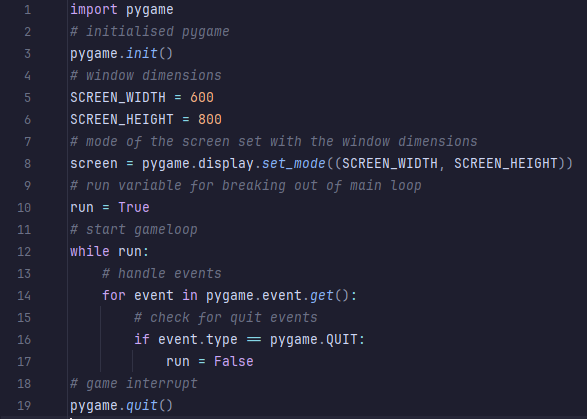 1 import pygame
2 # initialised pygame
3 pygame.init()
4 # window dimensions
5 SCREEN_WIDTH = 600
6 SCREEN_HEIGHT = 800
7 # mode of the screen set with the window dimensions
8 screen = pygame.display.set_mode((SCREEN_WIDTH, SCREEN_HEIGHT))
9 # run variable for breaking out of main loop
10 run = True
11 # start gameloop
12 while run:
13     # handle events
14     for event in pygame.event.get():
15         # check for quit events
16         if event.type == pygame.QUIT:
17             run = False
18 # game interrupt
19 pygame.quit()